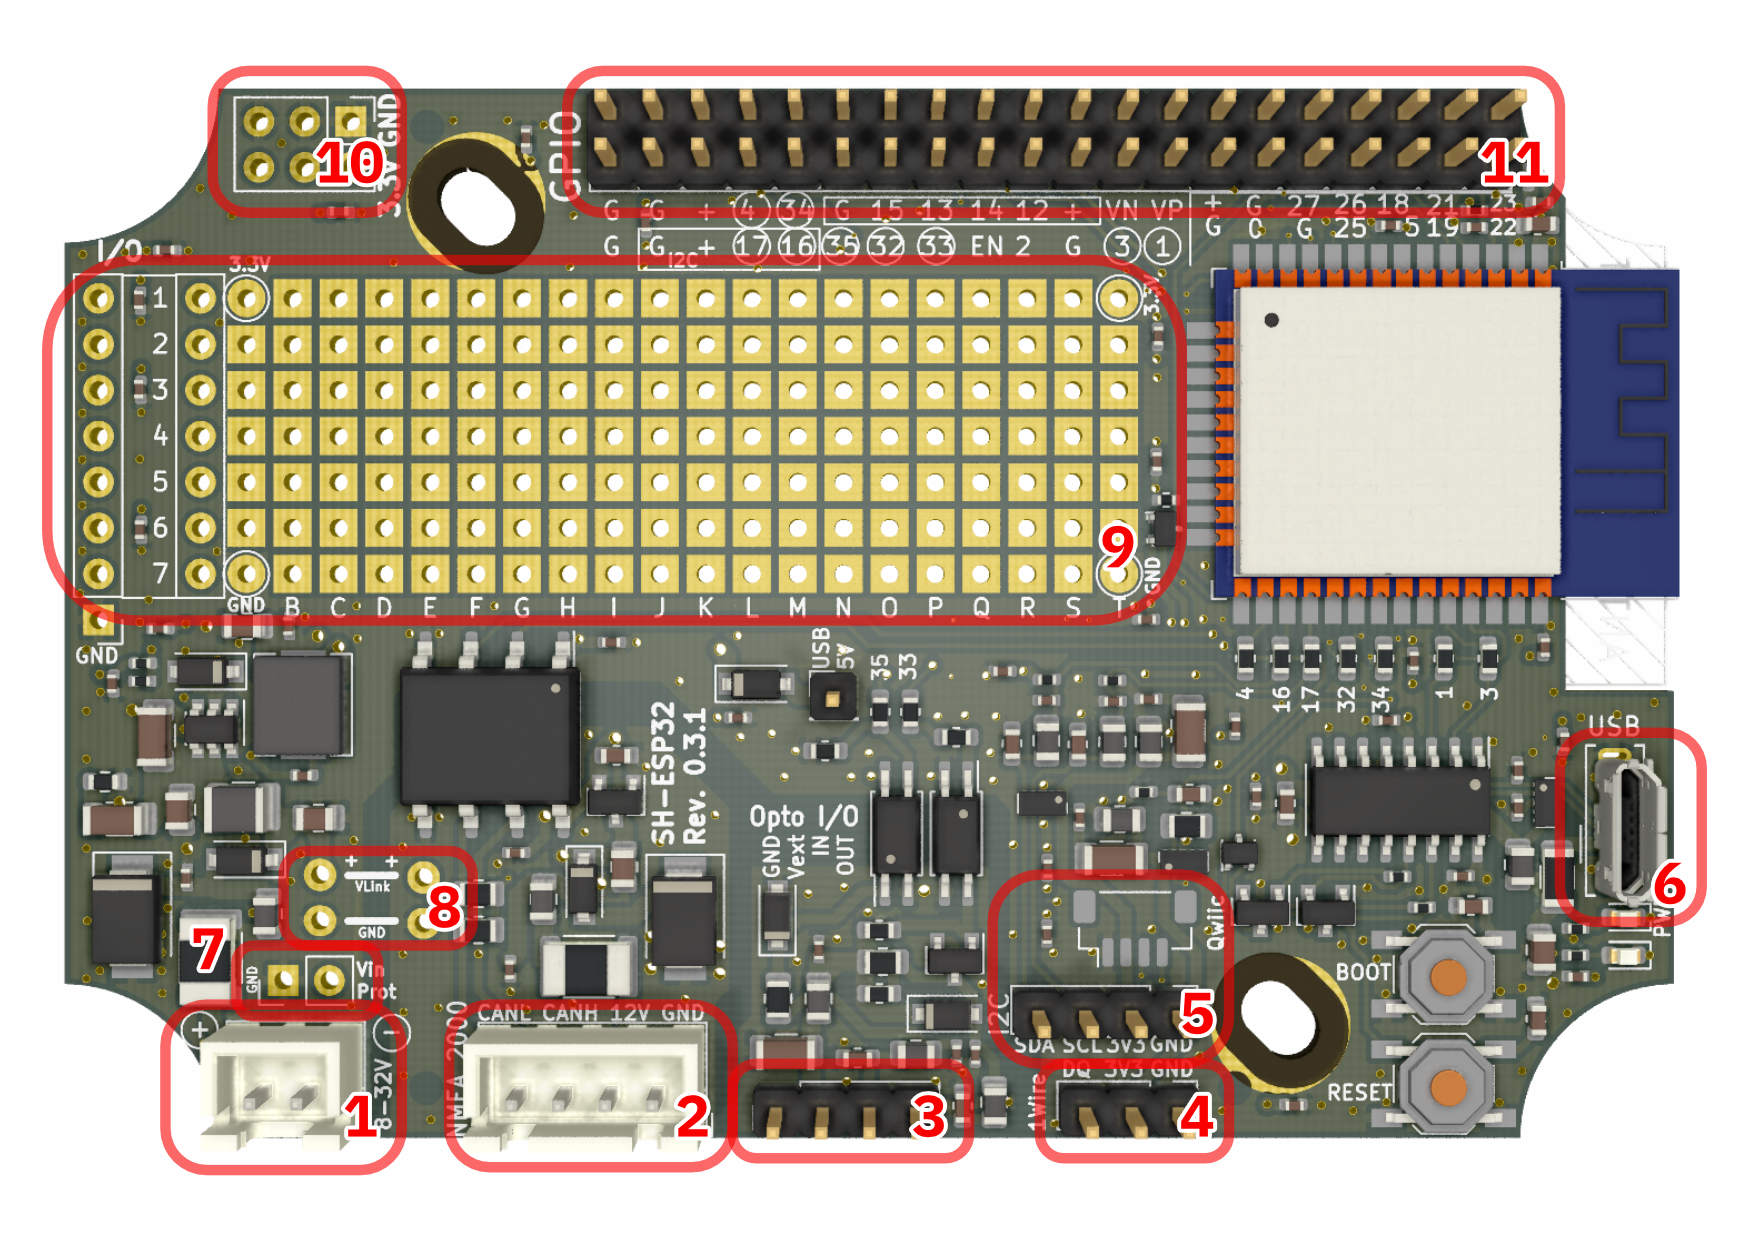 3.3V GND
10
GPIO
11
G G + 4 34 G 15 13 14 12 + VN VP + G 27 26 18 21 23
G G I2C + 17 16 35 32 33 EN 2 G 3 1 G G 25 5 19 22
I/O
3.3V
3.3V
1
2
3
4
5
6
7
9
GND
GND B C D E F G H I J K L M N O P Q R S T
GND
USB 5V
35 33
4 16 17 32 34 1 3
SH-ESP32
Rev. 0.3.1
USB
6
Opto I/O
GND
Vext
IN
OUT
+ +
VLink
GND
8
7
GND
Vin
Prot
Qwiic
BOOT
RESET
I2C
5
SDA SCL 3V3 GND
+ -
8-32V
1
NMEA 2000
CANL CANH 12V GND
2
3
1Wire
DQ 3V3 GND
4